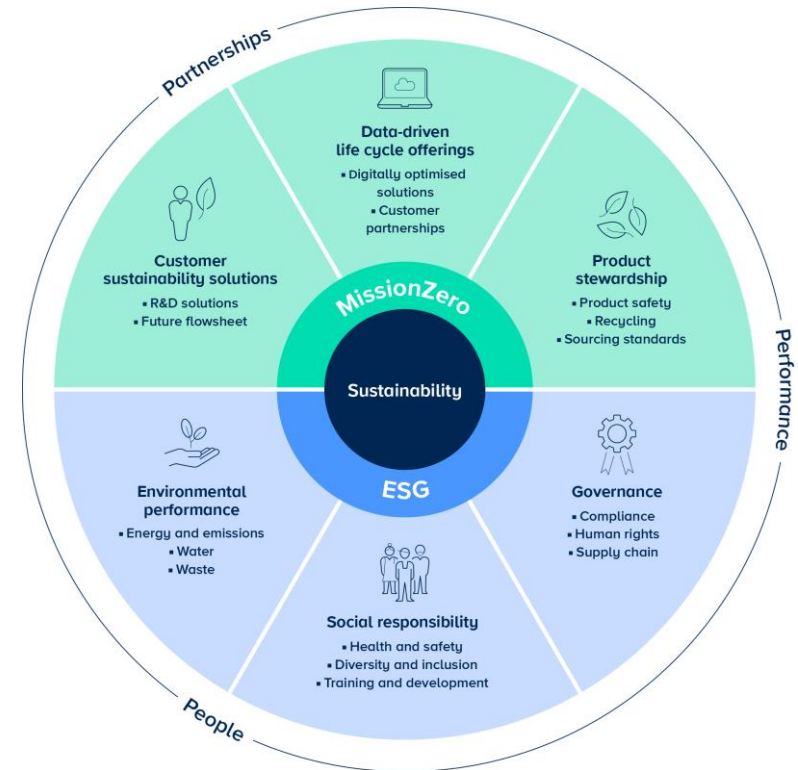 Partnerships
Data-driven
life cycle offerings
▪ Digitally optimised
solutions
▪ Customer
partnerships
Customer
sustainability solutions
▪ R&D solutions
▪ Future flowsheet
Product
stewardship
▪ Product safety
▪ Recycling
▪ Sourcing standards
MissionZero
Sustainability
Performance
ESG
Environmental
performance
▪ Energy and emissions
▪ Water
▪ Waste
Governance
▪ Compliance
▪ Human rights
▪ Supply chain
Social responsibility
▪ Health and safety
▪ Diversity and inclusion
▪ Training and development
People